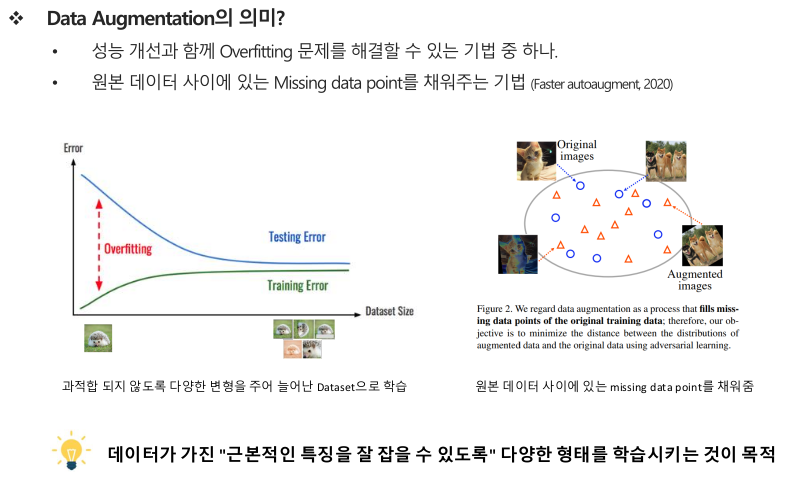 ❖ Data Augmentation의 의미?
• 성능 개선과 함께 Overfitting 문제를 해결할 수 있는 기법 중 하나.
• 원본 데이터 사이에 있는 Missing data point를 채워주는 기법 (Faster autoaugment, 2020)
Error
Overfitting
Testing Error
Training Error
Dataset Size
Original
images
Augmented
images
Figure 2. We regard data augmentation as a process that fills miss-
ing data points of the original training data; therefore, our ob-
jective is to minimize the distance between the distributions of
augmented data and the original data using adversarial learning.
과적합 되지 않도록 다양한 변형을 주어 늘어난 Dataset으로 학습
원본 데이터 사이에 있는 missing data point를 채워줌
데이터가 가진 "근본적인 특징을 잘 잡을 수 있도록" 다양한 형태를 학습시키는 것이 목적